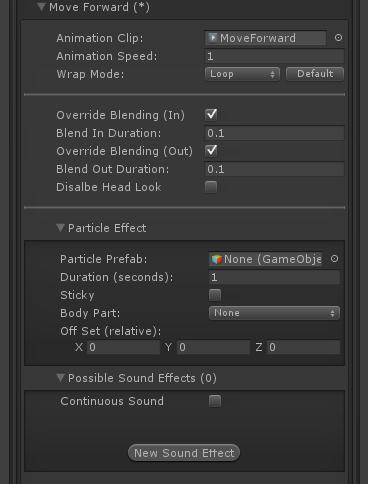 Move Forward (*)
Animation Clip: MoveForward
Animation Speed: 1
Wrap Mode: Loop Default
Override Blending (In)
Blend In Duration: 0.1
Override Blending (Out)
Blend Out Duration: 0.1
Disalbe Head Look
Particle Effect
Particle Prefab: None (GameObje
Duration (seconds): 1
Sticky
Body Part: None
Off Set (relative):
X 0 Y 0 Z 0
Possible Sound Effects (0)
Continuous Sound
New Sound Effect